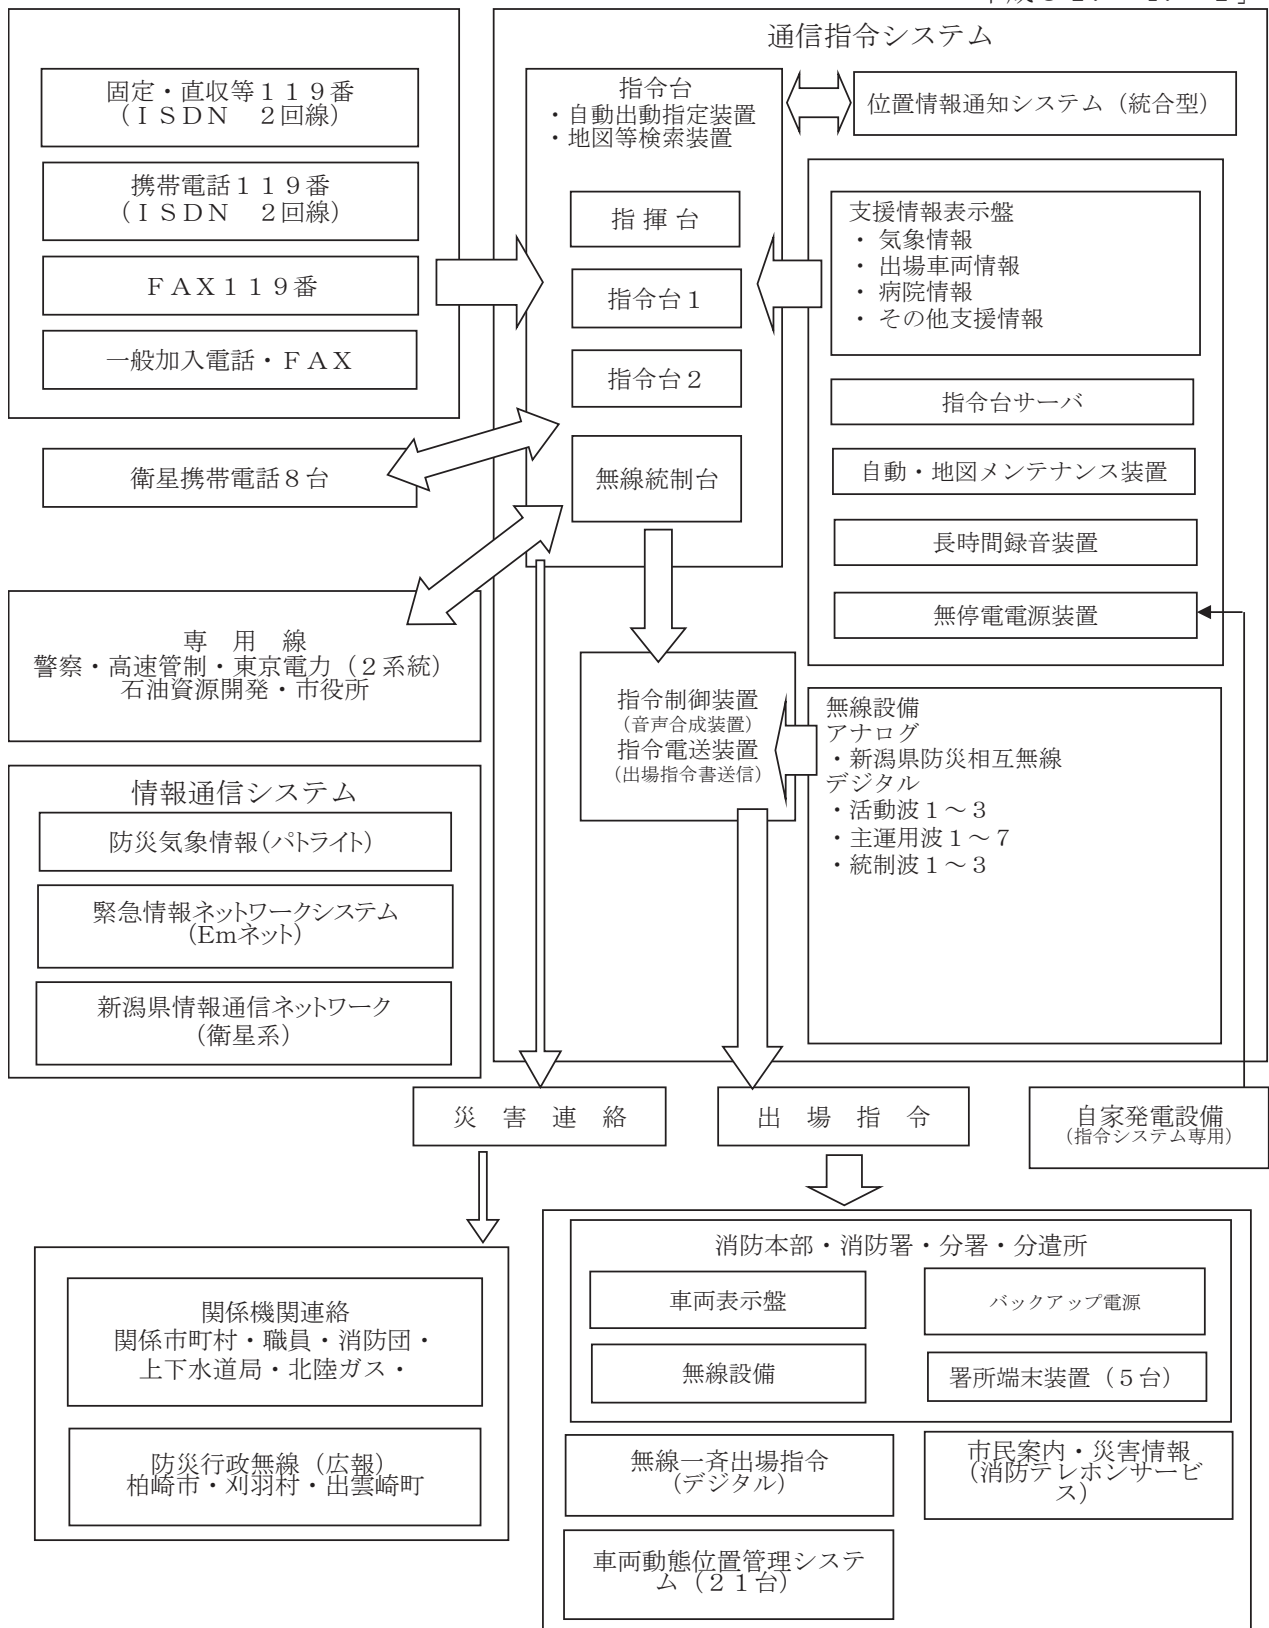 通信指令システム
固定・直収等１１９番
（ＩＳＤＮ　２回線）
携帯電話１１９番
（ＩＳＤＮ　２回線）
ＦＡＸ１１９番
一般加入電話・ＦＡＸ
衛星携帯電話８台
専　用　線
警察・高速管制・東京電力（２系統）
石油資源開発・市役所
情報通信システム
防災気象情報(パトライト)
緊急情報ネットワークシステム
(Emネット)
新潟県情報通信ネットワーク
(衛星系)
指令台
・自動出動指定装置
・地図等検索装置
指 揮 台
指令台１
指令台２
無線統制台
位置情報通知システム（統合型）
支援情報表示盤
・ 気象情報
・ 出場車両情報
・ 病院情報
・ その他支援情報
指令台サーバ
自動・地図メンテナンス装置
長時間録音装置
無停電電源装置
指令制御装置
(音声合成装置)
指令電送装置
(出場指令書送信)
無線設備
アナログ
・新潟県防災相互無線
デジタル
・活動波１～３
・主運用波１～７
・統制波１～３
災　害　連　絡
出　場　指　令
自家発電設備
(指令システム専用)
関係機関連絡
関係市町村・職員・消防団・
上下水道局・北陸ガス・
防災行政無線（広報）
柏崎市・刈羽村・出雲崎町
消防本部・消防署・分署・分遣所
車両表示盤
バックアップ電源
無線設備
署所端末装置（５台）
無線一斉出場指令
(デジタル)
市民案内・災害情報
(消防テレホンサービ
ス)
車両動態位置管理システ
ム（２１台）